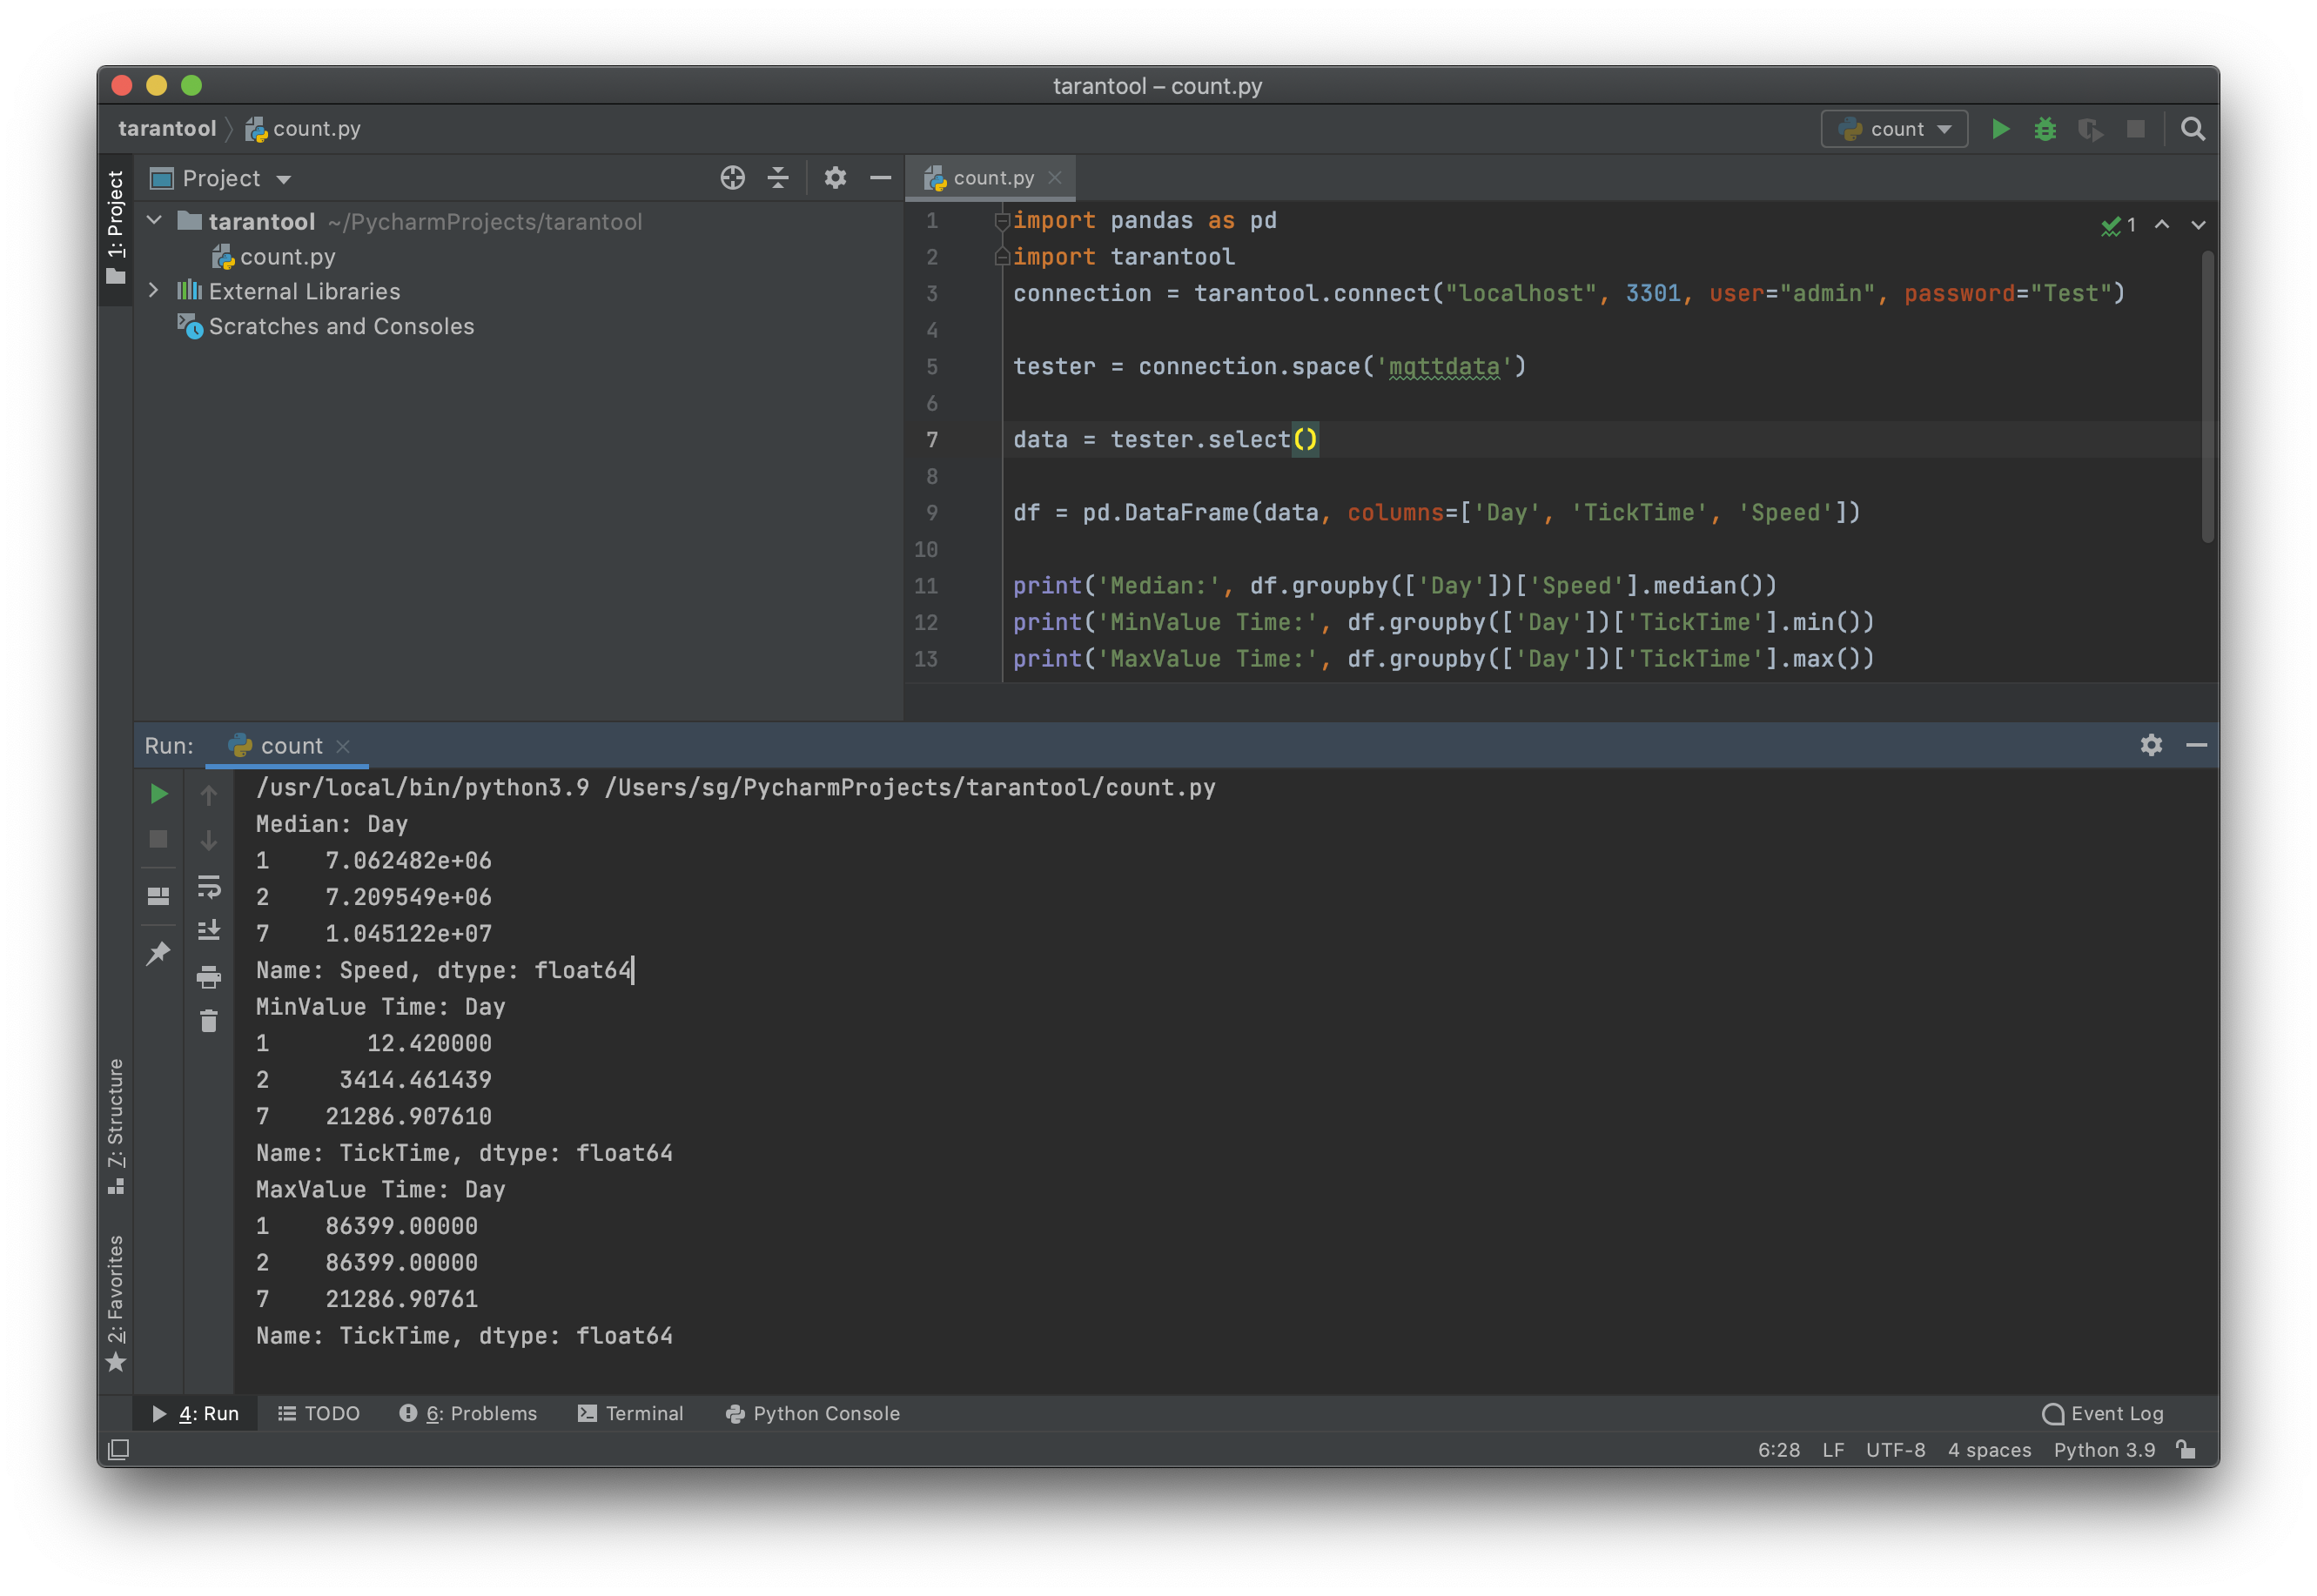 tarantool – count.py
tarantool
count.py
count
1: Project
Project
count.py
tarantool ~/PycharmProjects/tarantool
count.py
External Libraries
Scratches and Consoles
1
1 import pandas as pd
2 import tarantool
3 connection = tarantool.connect("localhost", 3301, user="admin", password="Test")
4
5 tester = connection.space('mqttdata')
6
7 data = tester.select()
8
9 df = pd.DataFrame(data, columns=['Day', 'TickTime', 'Speed'])
10
11 print('Median:', df.groupby(['Day'])['Speed'].median())
12 print('MinValue Time:', df.groupby(['Day'])['TickTime'].min())
13 print('MaxValue Time:', df.groupby(['Day'])['TickTime'].max())
Run: count
/usr/local/bin/python3.9 /Users/sg/PycharmProjects/tarantool/count.py
Median: Day
1    7.062482e+06
2    7.209549e+06
7    1.045122e+07
Name: Speed, dtype: float64
MinValue Time: Day
1       12.420000
2     3414.461439
7    21286.907610
Name: TickTime, dtype: float64
MaxValue Time: Day
1    86399.00000
2    86399.00000
7    21286.90761
Name: TickTime, dtype: float64
7: Structure
2: Favorites
4: Run
TODO
6: Problems
Terminal
Python Console
Event Log
6:28 LF UTF-8 4 spaces Python 3.9